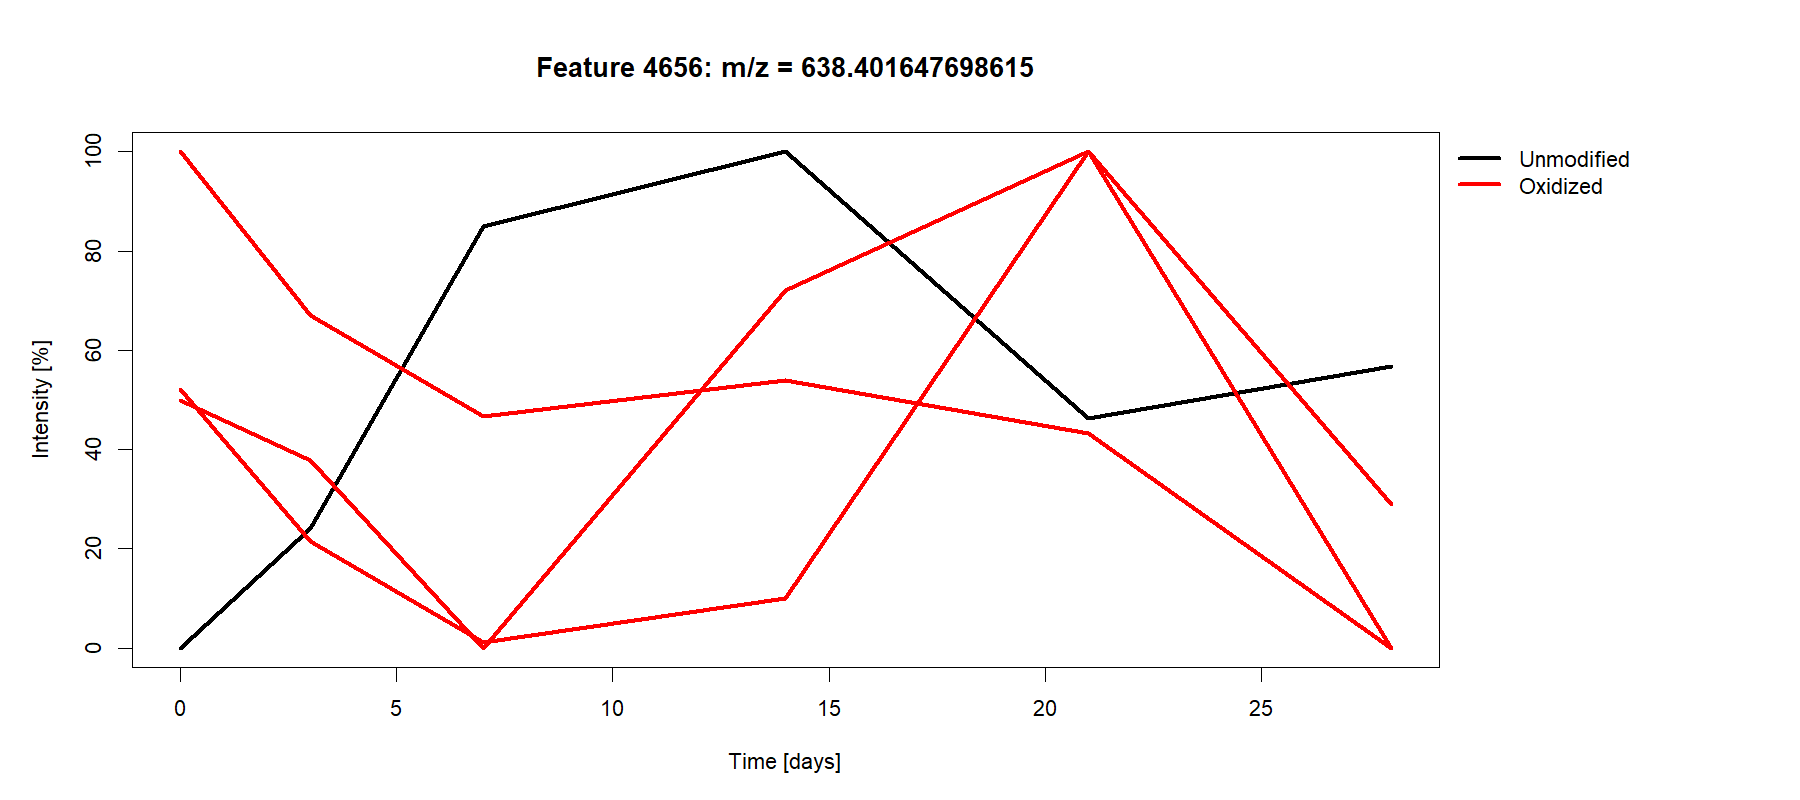 Feature 4656: m/z = 638.401647698615
Unmodified
Oxidized
Intensity [%]
100
80
60
40
20
0
0 5 10 15 20 25
Time [days]